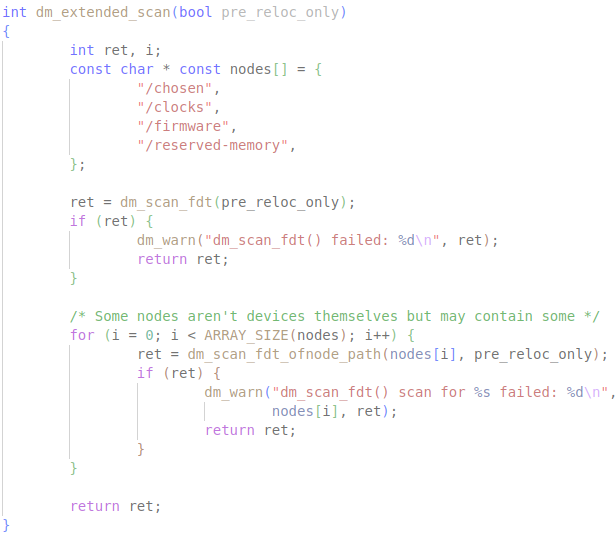 int dm_extended_scan(bool pre_reloc_only)
{
        int ret, i;
        const char * const nodes[] = {
                "/chosen",
                "/clocks",
                "/firmware",
                "/reserved-memory",
        };

        ret = dm_scan_fdt(pre_reloc_only);
        if (ret) {
                dm_warn("dm_scan_fdt() failed: %d\n", ret);
                return ret;
        }

        /* Some nodes aren't devices themselves but may contain some */
        for (i = 0; i < ARRAY_SIZE(nodes); i++) {
                ret = dm_scan_fdt_ofnode_path(nodes[i], pre_reloc_only);
                if (ret) {
                        dm_warn("dm_scan_fdt() scan for %s failed: %d\n",
                                nodes[i], ret);
                        return ret;
                }
        }

        return ret;
}